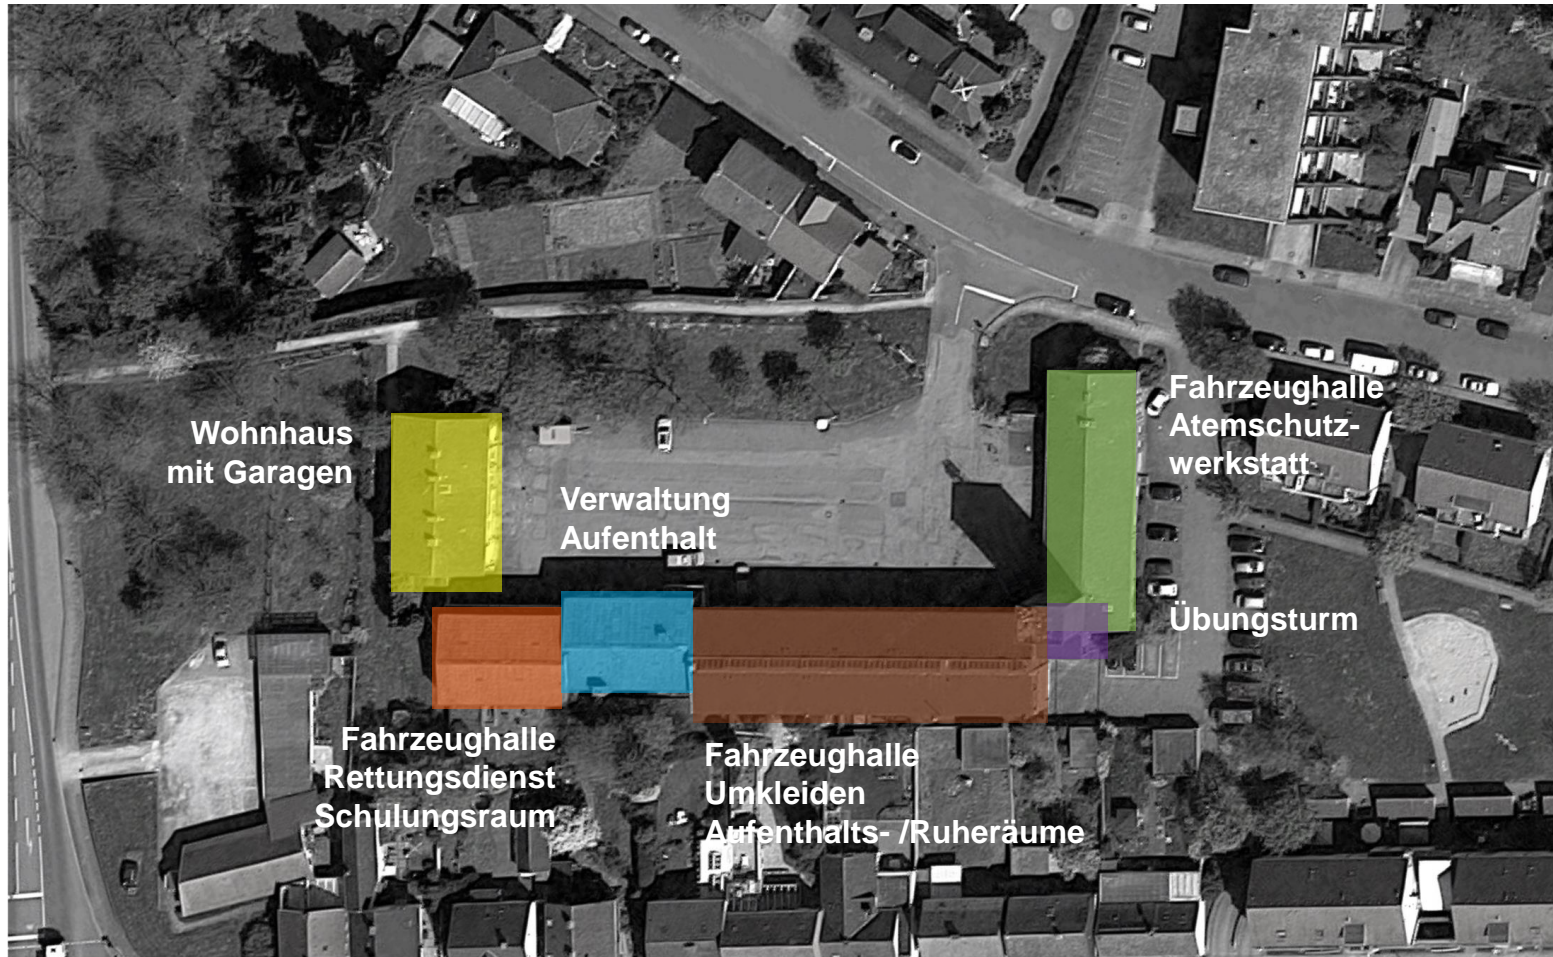 Wohnhaus
mit Garagen
Verwaltung
Aufenthalt
Fahrzeughalle
Atemschutz-
werkstatt
Übungsturm
Fahrzeughalle
Rettungsdienst
Schulungsraum
Fahrzeughalle
Umkleiden
Aufenthalts- /Ruheräume